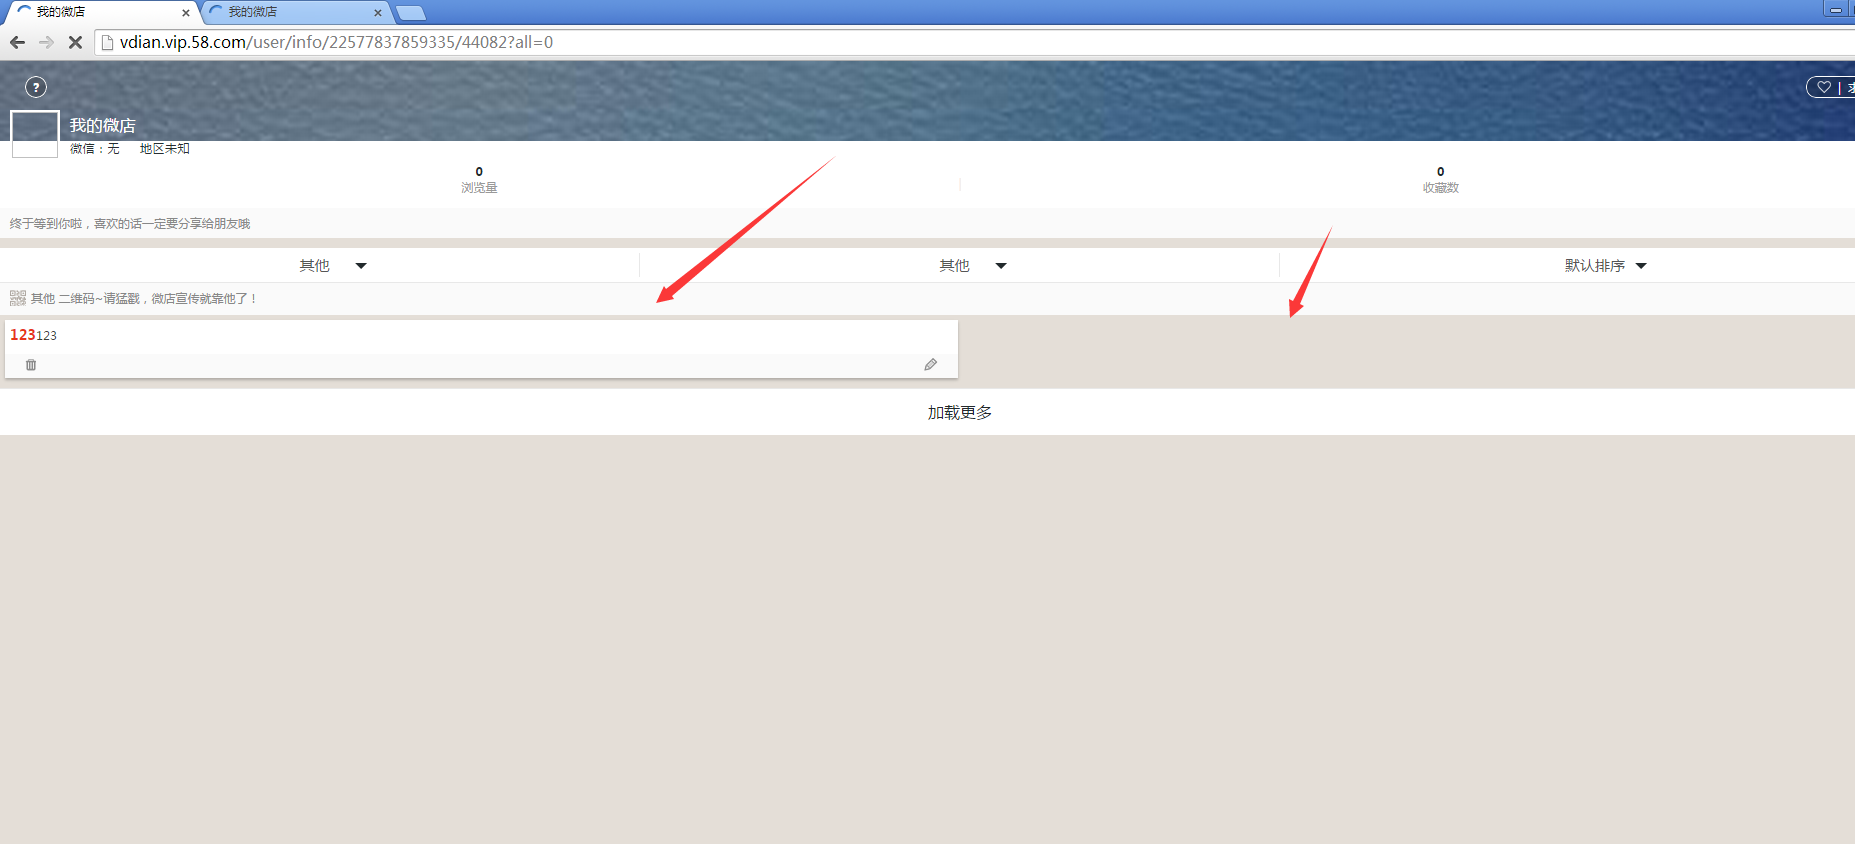 我的微店
我的微店
vdian.vip.58.com/user/info/22577837859335/44082?all=0
?
我的微店
微信：无 地区未知
0
浏览量
0
收藏数
终于等到你啦，喜欢的话一定要分享给朋友哦
其他
其他
默认排序
其他 二维码~请猛戳，微店宣传就靠他了！
123123
加载更多